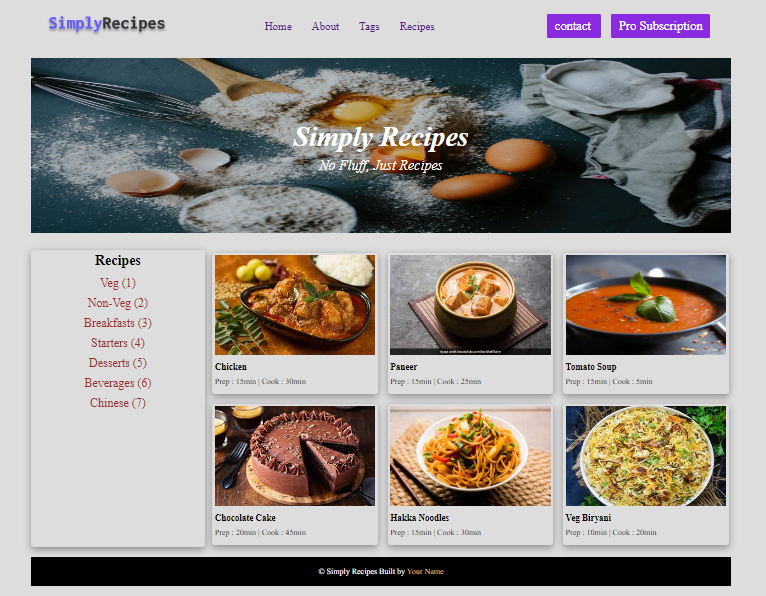 SimplyRecipes
Home About Tags Recipes
contact Pro Subscription
Simply Recipes
No Fluff, Just Recipes
Recipes
Veg (1)
Non-Veg (2)
Breakfasts (3)
Starters (4)
Desserts (5)
Beverages (6)
Chinese (7)
Chicken
Prep : 15min | Cook : 30min
Paneer
Prep : 15min | Cook : 25min
Tomato Soup
Prep : 15min | Cook : 5min
Chocolate Cake
Prep : 20min | Cook : 45min
Hakka Noodles
Prep : 15min | Cook : 30min
Veg Biryani
Prep : 10min | Cook : 20min
© Simply Recipes Built by Your Name